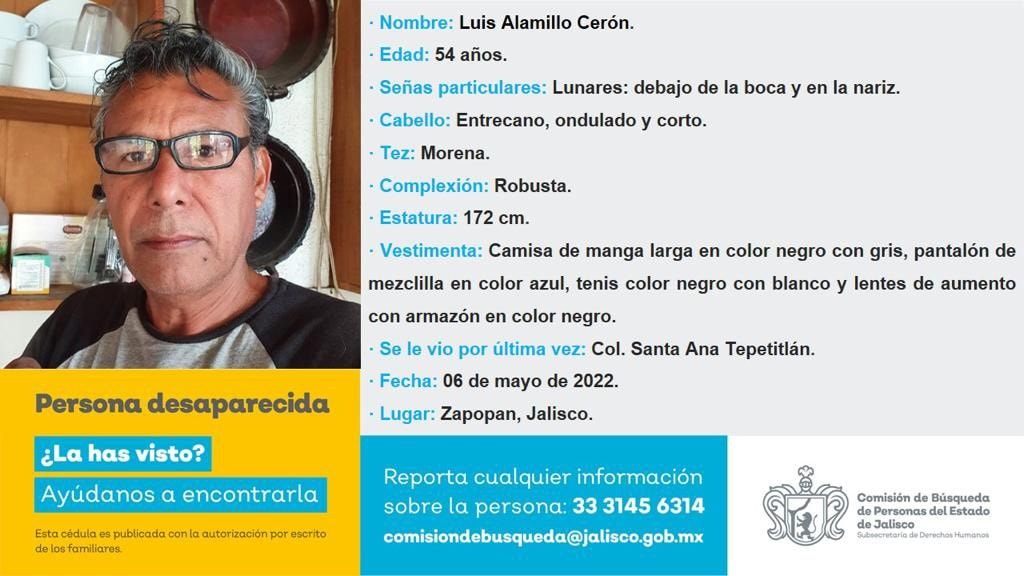 · Nombre: Luis Alamillo Cerón.
· Edad: 54 años.
· Señas particulares: Lunares: debajo de la boca y en la nariz.
· Cabello: Entrecano, ondulado y corto.
· Tez: Morena.
· Complexión: Robusta.
· Estatura: 172 cm.
· Vestimenta: Camisa de manga larga en color negro con gris, pantalón de
mezclilla en color azul, tenis color negro con blanco y lentes de aumento
con armazón en color negro.
· Se le vio por última vez: Col. Santa Ana Tepetitlán.
· Fecha: 06 de mayo de 2022.
· Lugar: Zapopan, Jalisco.
Persona desaparecida
¿La has visto?
Ayúdanos a encontrarla
Esta cédula es publicada con la autorización por escrito
de los familiares.
Reporta cualquier información
sobre la persona: 33 3145 6314
comisiondebusqueda@jalisco.gob.mx
Comisión de Búsqueda
de Personas del Estado
de Jalisco
Subsecretaría de Derechos Humanos